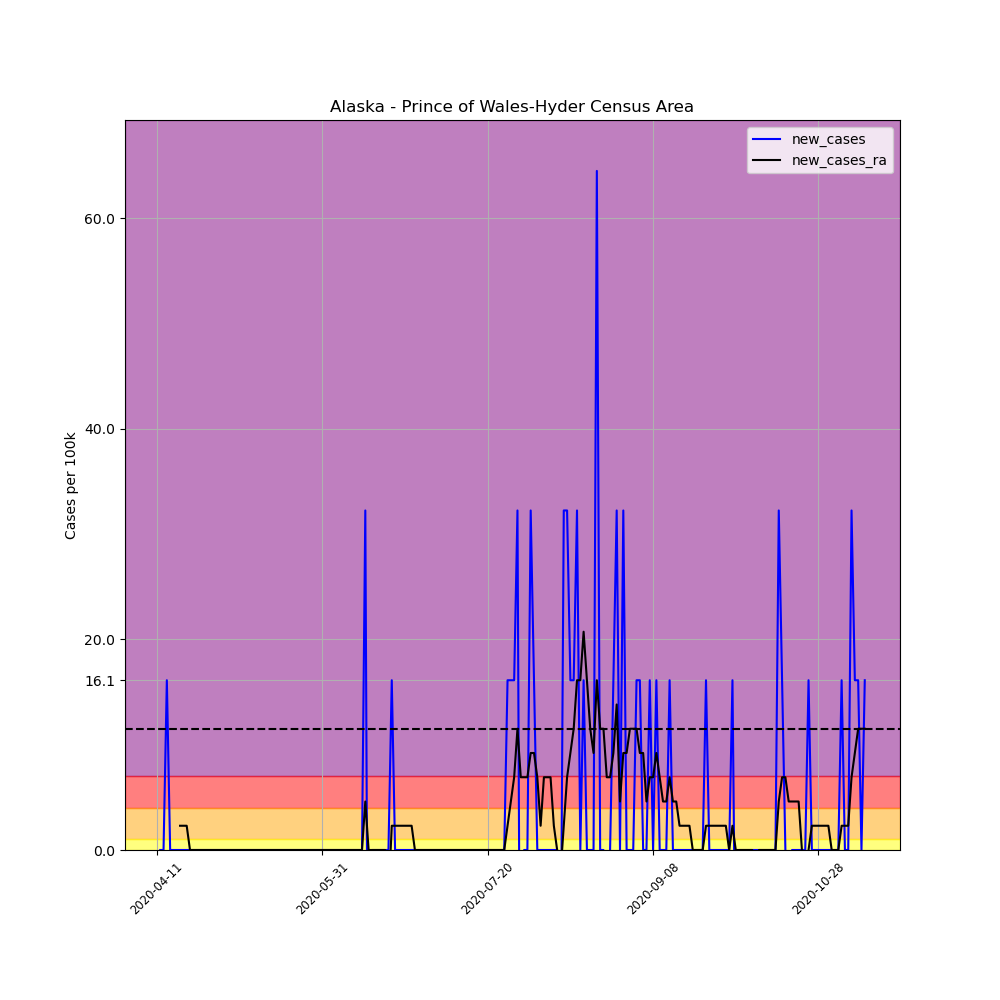 Alaska - Prince of Wales-Hyder Census Area
new_cases
new_cases_ra
Cases per 100k
60.0
40.0
20.0
16.1
0.0
2020-04-11
2020-05-31
2020-07-20
2020-09-08
2020-10-28